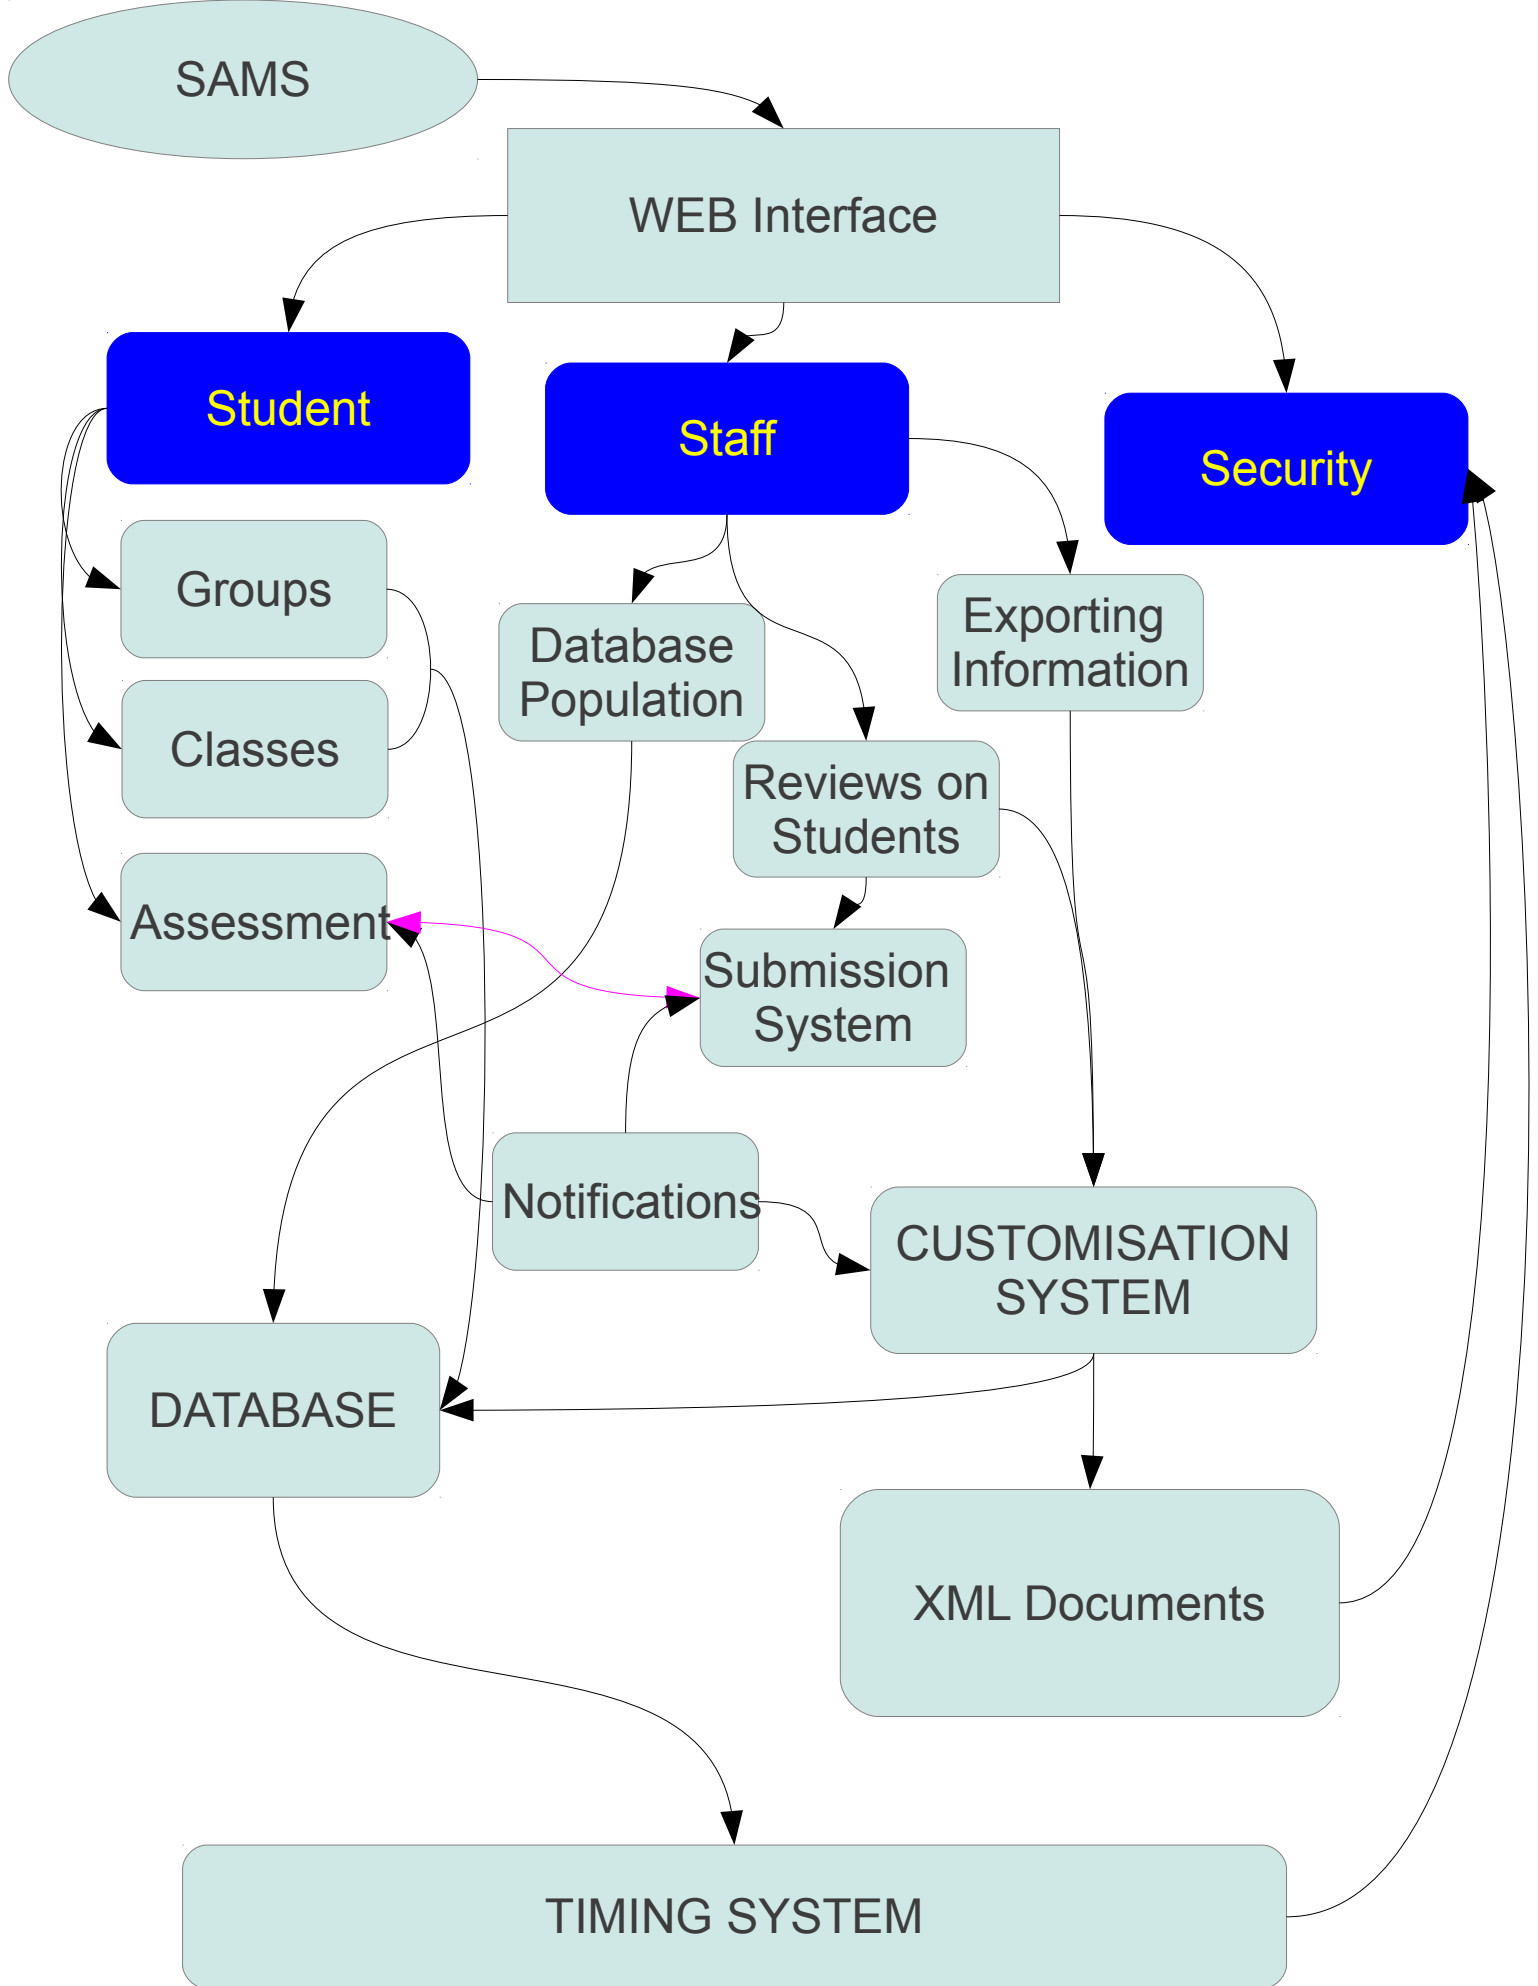 SAMS
WEB Interface
Student
Staff
Security
Groups
Exporting
Information
Database
Population
Classes
Reviews on
Students
Assessment
Submission
System
Notifications
CUSTOMISATION
SYSTEM
DATABASE
XML Documents
TIMING SYSTEM